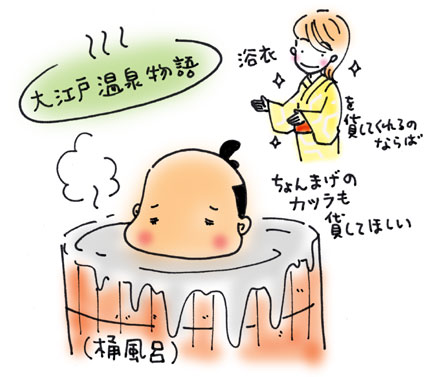 大江戸温泉物語
浴衣
を
貸してくれるの
ならば
ちょんまげの
カツラも
貸してほしい
(桶風呂)